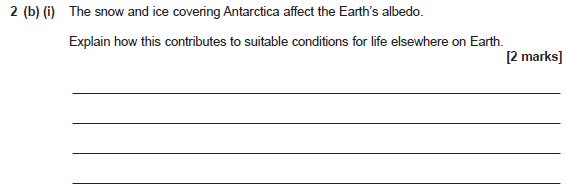 2 (b) (i) The snow and ice covering Antarctica affect the Earth's albedo.
Explain how this contributes to suitable conditions for life elsewhere on Earth.
[2 marks]